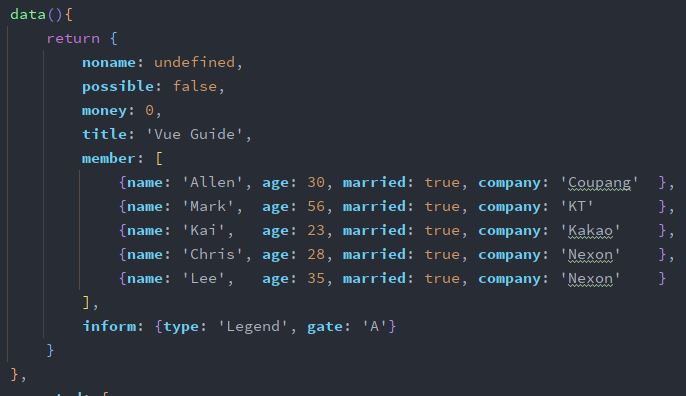 data(){
return {
noname: undefined,
possible: false,
money: 0,
title: 'Vue Guide',
member: [
{name: 'Allen', age: 30, married: true, company: 'Coupang' },
{name: 'Mark', age: 56, married: true, company: 'KT' },
{name: 'Kai', age: 23, married: true, company: 'Kakao' },
{name: 'Chris', age: 28, married: true, company: 'Nexon' },
{name: 'Lee', age: 35, married: true, company: 'Nexon' }
],
inform: {type: 'Legend', gate: 'A'}
}
},